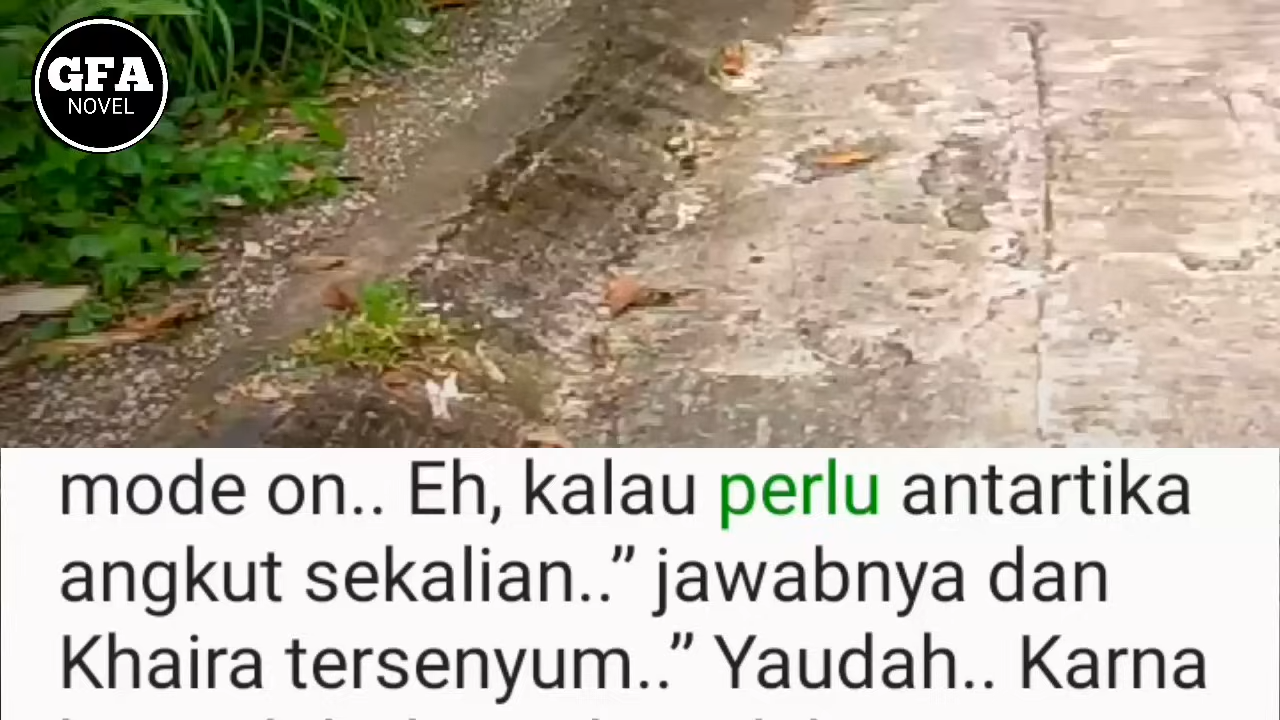 GFA
NOVEL
mode on.. Eh, kalau perlu antartika
angkut sekalian..” jawabnya dan
Khaira tersenyum..” Yaudah.. Karna